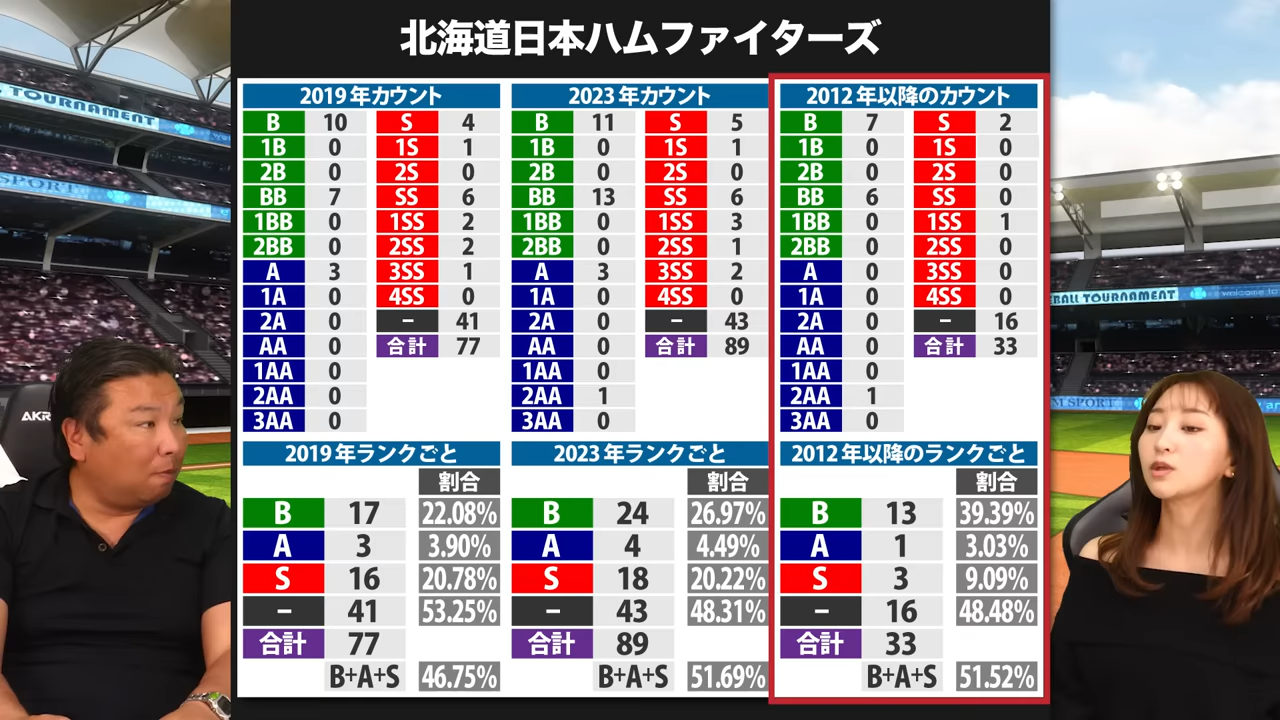 北海道日本ハムファイターズ
2019年カウント
B 10 S 4
1B 0 1S 1
2B 0 2S 0
BB 7 SS 6
1BB 0 1SS 2
2BB 0 2SS 2
A 3 3SS 1
1A 0 4SS 0
2A 0 － 41
AA 0 合計 77
1AA 0
2AA 0
3AA 0
2023年カウント
B 11 S 5
1B 0 1S 1
2B 0 2S 0
BB 13 SS 6
1BB 0 1SS 3
2BB 0 2SS 1
A 3 3SS 2
1A 0 4SS 0
2A 0 － 43
AA 0 合計 89
1AA 0
2AA 1
3AA 0
2012年以降のカウント
B 7 S 2
1B 0 1S 0
2B 0 2S 0
BB 6 SS 0
1BB 0 1SS 1
2BB 0 2SS 0
A 0 3SS 0
1A 0 4SS 0
2A 0 － 16
AA 0 合計 33
1AA 0
2AA 1
3AA 0
2019年ランクごと
割合
B 17 22.08%
A 3 3.90%
S 16 20.78%
－ 41 53.25%
合計 77
B+A+S 46.75%
2023年ランクごと
割合
B 24 26.97%
A 4 4.49%
S 18 20.22%
－ 43 48.31%
合計 89
B+A+S 51.69%
2012年以降のランクごと
割合
B 13 39.39%
A 1 3.03%
S 3 9.09%
－ 16 48.48%
合計 33
B+A+S 51.52%
TOURNAMENT
SPORT
AKR
BALL TOURNAMENT
welcome to
M SPORT